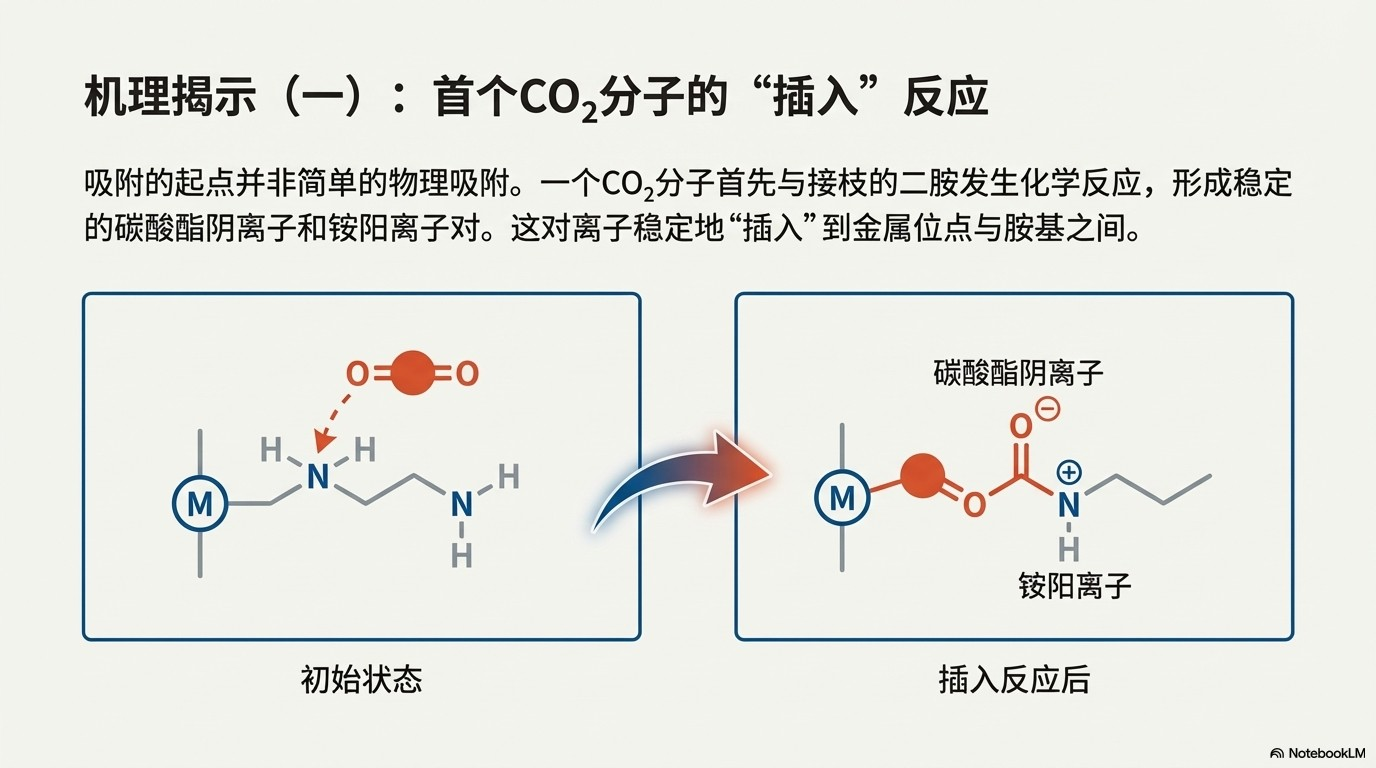 机理揭示（一）：首个CO₂分子的“插入”反应
吸附的起点并非简单的物理吸附。一个CO₂分子首先与接枝的二胺发生化学反应，形成稳定
的碳酸酯阴离子和铵阳离子对。这对离子稳定地“插入”到金属位点与胺基之间。
O O
H H
N
M
N H
H
初始状态
碳酸酯阴离子
O ⊖
M
O
⊕
N
H
铵阳离子
插入反应后
NotebookLM